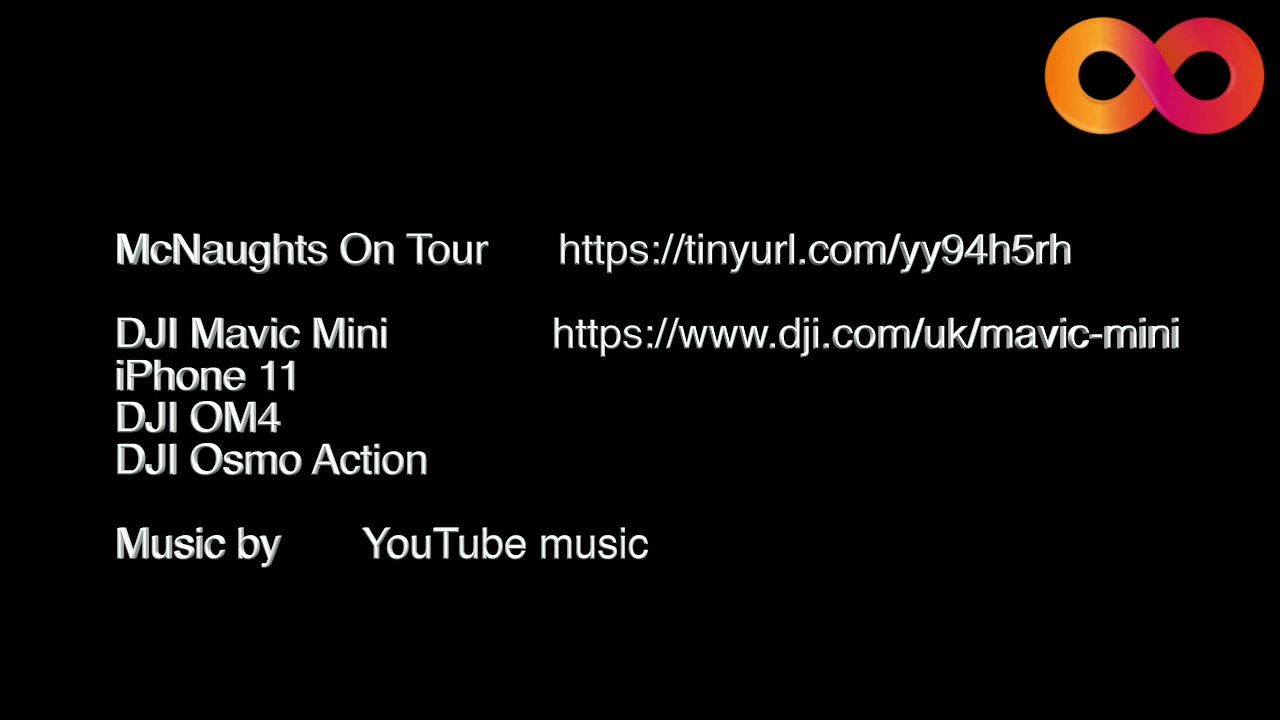 McNaughts On Tour https://tinyurl.com/yy94h5rh
DJI Mavic Mini https://www.dji.com/uk/mavic-mini
iPhone 11
DJI OM4
DJI Osmo Action
Music by YouTube music